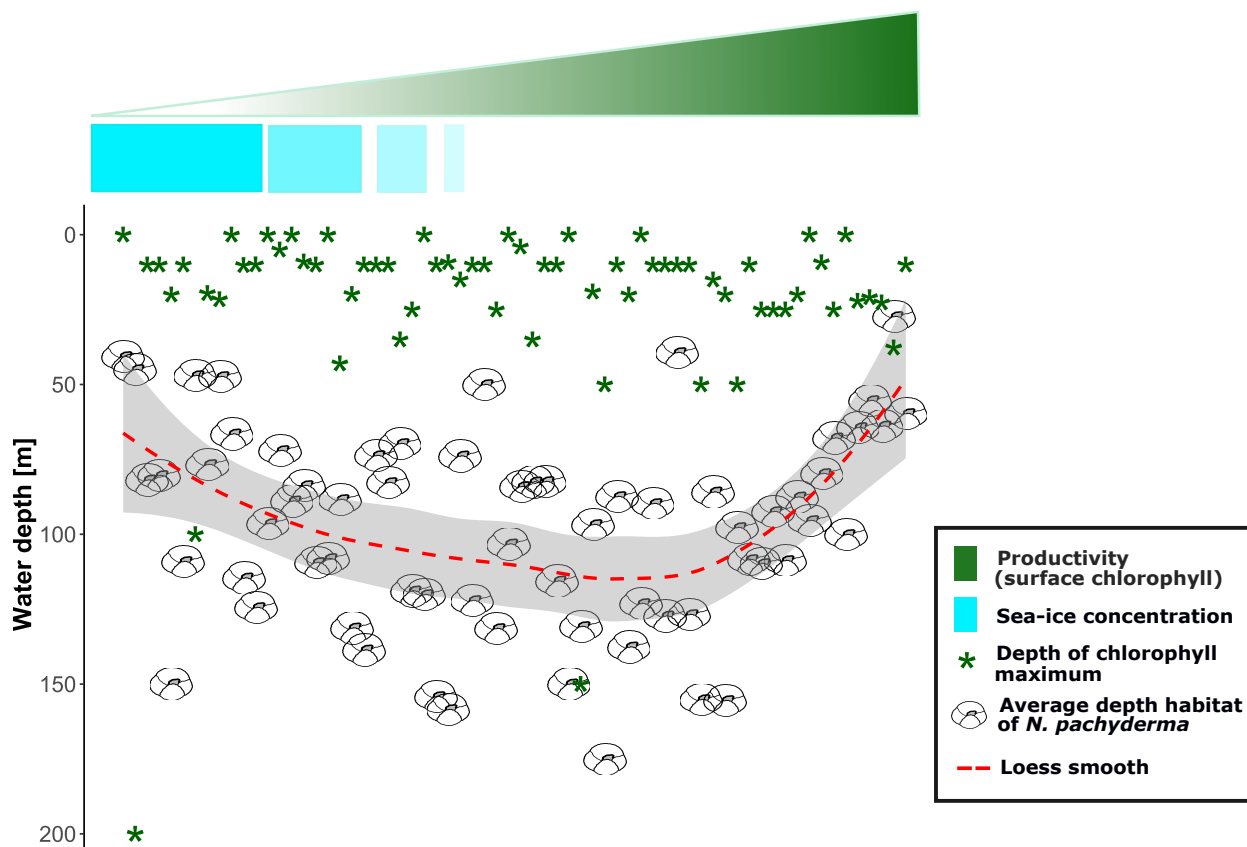 0
50
100
150
200
Water depth [m]
Productivity
(surface chlorophyll)
Sea-ice concentration
Depth of chlorophyll
maximum
Average depth habitat
of N. pachyderma
Loess smooth